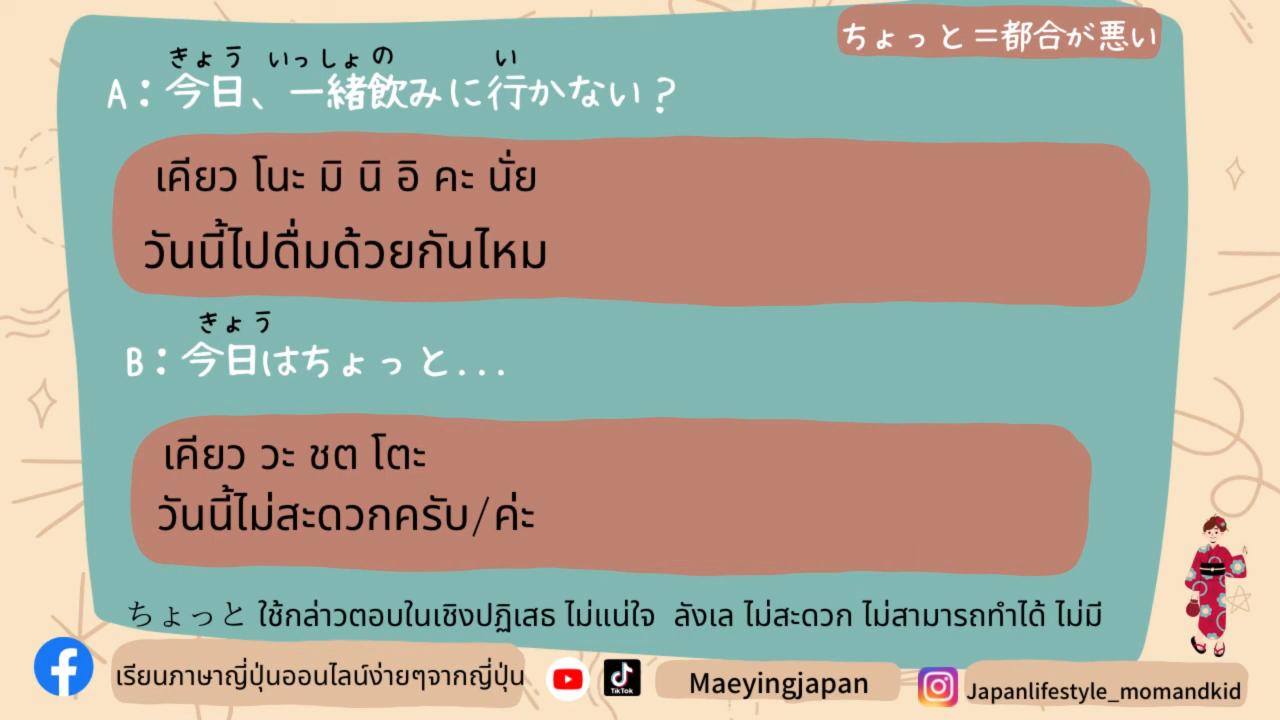 ちょっと＝都合が悪い
きょう いっしょの い
A：今日、一緒飲みに行かない？
เคียว โนะ มิ นิ อิ คะ นั่ย
วันนี้ไปดื่มด้วยกันไหม
きょう
B：今日はちょっと...
เคียว วะ ชต โตะ
วันนี้ไม่สะดวกครับ/ค่ะ
ちょっと ใช้กล่าวตอบในเชิงปฏิเสธ ไม่แน่ใจ ลังเล ไม่สะดวก ไม่สามารถทำได้ ไม่มี
เรียนภาษาญี่ปุ่นออนไลน์ง่ายๆจากญี่ปุ่น
TikTok
Maeyingjapan
Japanlifestyle_momandkid